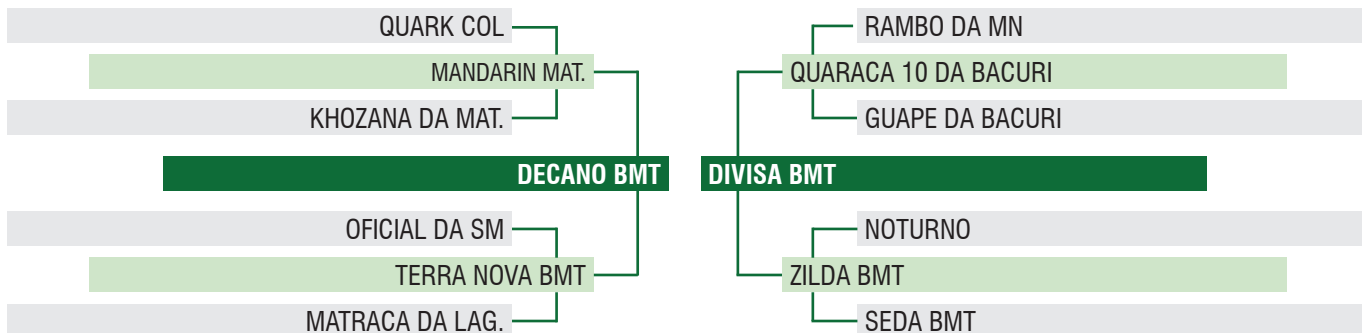 QUARK COL
MANDARIN MAT.
KHOZANA DA MAT.
DECANO BMT
OFICIAL DA SM
TERRA NOVA BMT
MATRACA DA LAG.
RAMBO DA MN
QUARACA 10 DA BACURI
GUAPE DA BACURI
DIVISA BMT
NOTURNO
ZILDA BMT
SEDA BMT